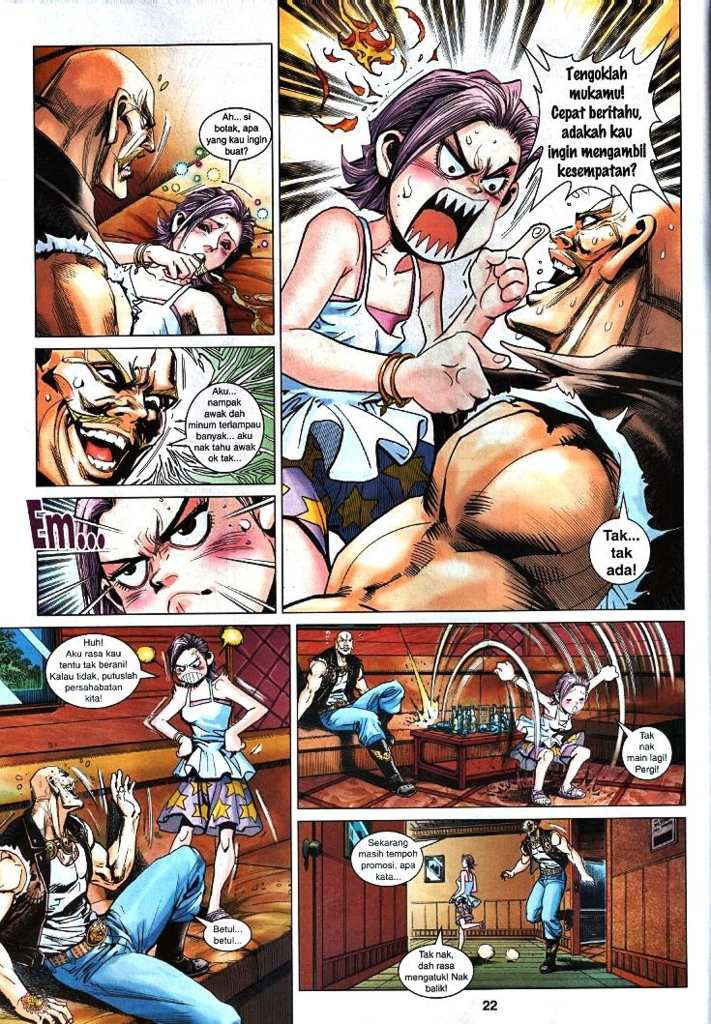 Ah... si
botak, apa
yang kau ingin
buat?
Tengoklah
mukamu!
Cepat beritahu,
adakah kau
ingin mengambil
kesempatan?
Aku...
nampak
awak dah
minum terlampau
banyak... aku
nak tahu awak
ok tak...
Em...
Tak...
tak
ada!
Huh!
Aku rasa kau
tentu tak berani!
Kalau
tidak, putuslah
persahabatan
kita!
Betul...
betul...
Tak
nak
main lagi!
Pergi!
Sekarang
masih tempoh
promosi, apa
kata...
Tak nak,
dah rasa
mengatuk! Nak
balik!
22